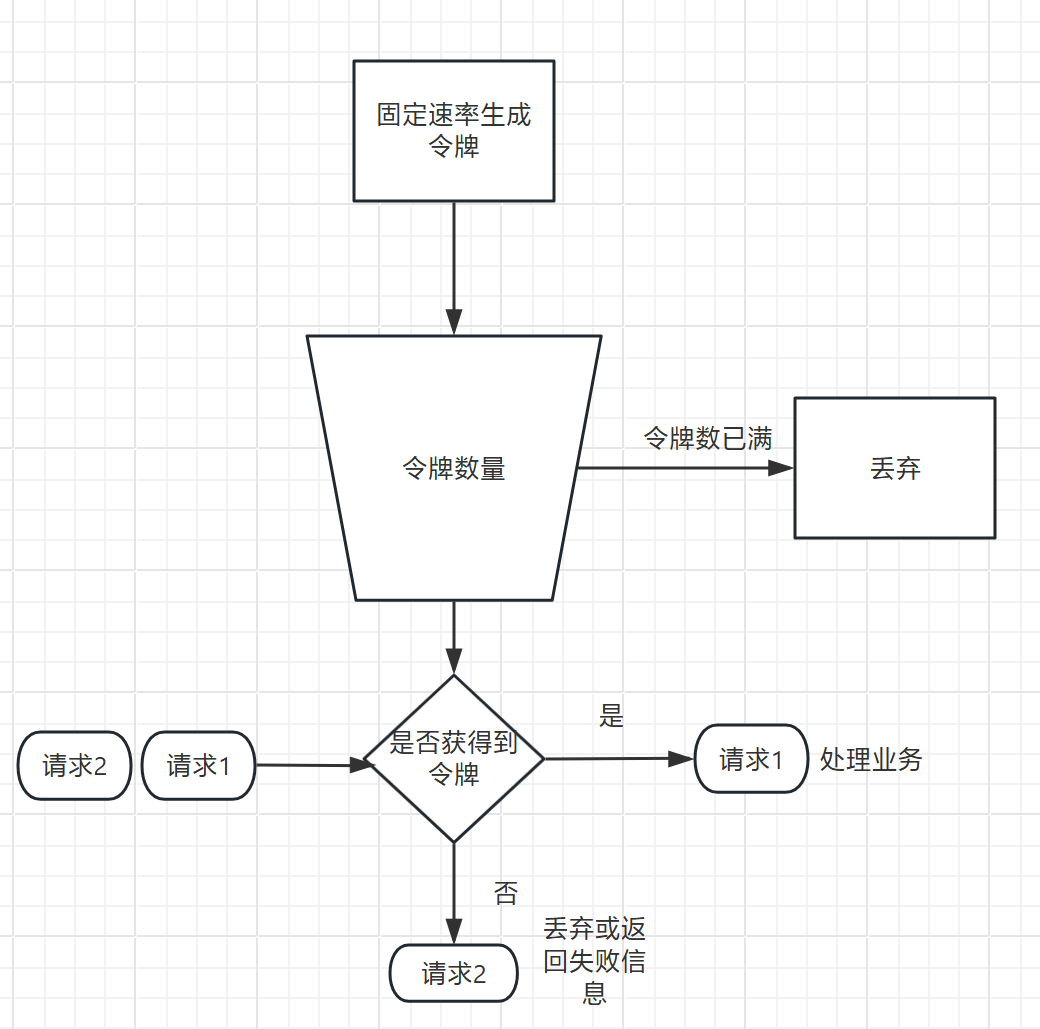 固定速率生成
令牌
令牌数量
令牌数已满
丢弃
请求2
请求1
是否获得到
令牌
是
请求1
处理业务
否
请求2
丢弃或返
回失败信
息